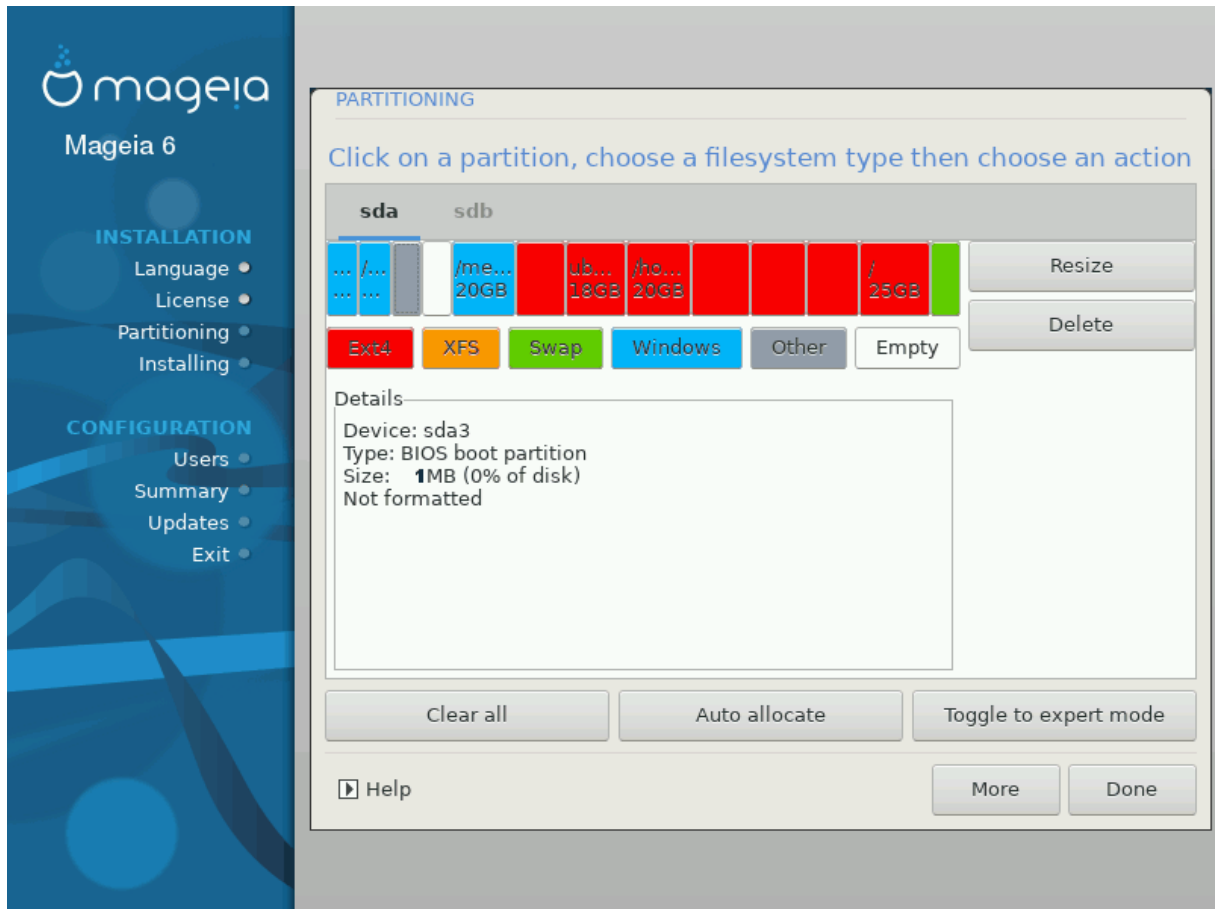 mageia
Mageia 6
INSTALLATION
Language
License
Partitioning
Installing
CONFIGURATION
Users
Summary
Updates
Exit
PARTITIONING
Click on a partition, choose a filesystem type then choose an action
sda sdb
... /... /me... ub... /ho... /
... ... 20GB 18GB 20GB 25GB
Resize
Delete
Ext4 XFS Swap Windows Other Empty
Details
Device: sda3
Type: BIOS boot partition
Size: 1MB (0% of disk)
Not formatted
Clear all Auto allocate Toggle to expert mode
Help More Done